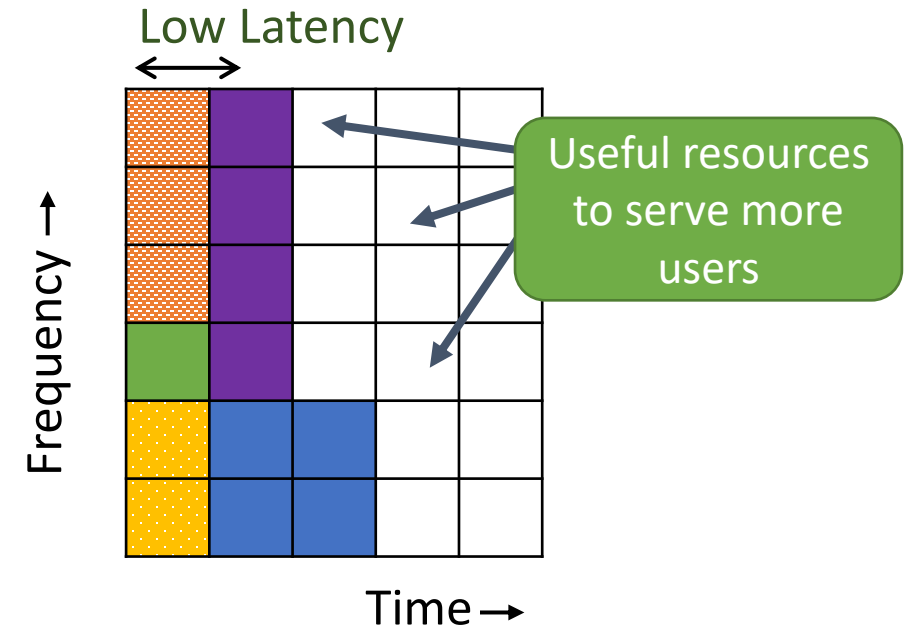 Low Latency
Useful resources
to serve more
users
Frequency
Time